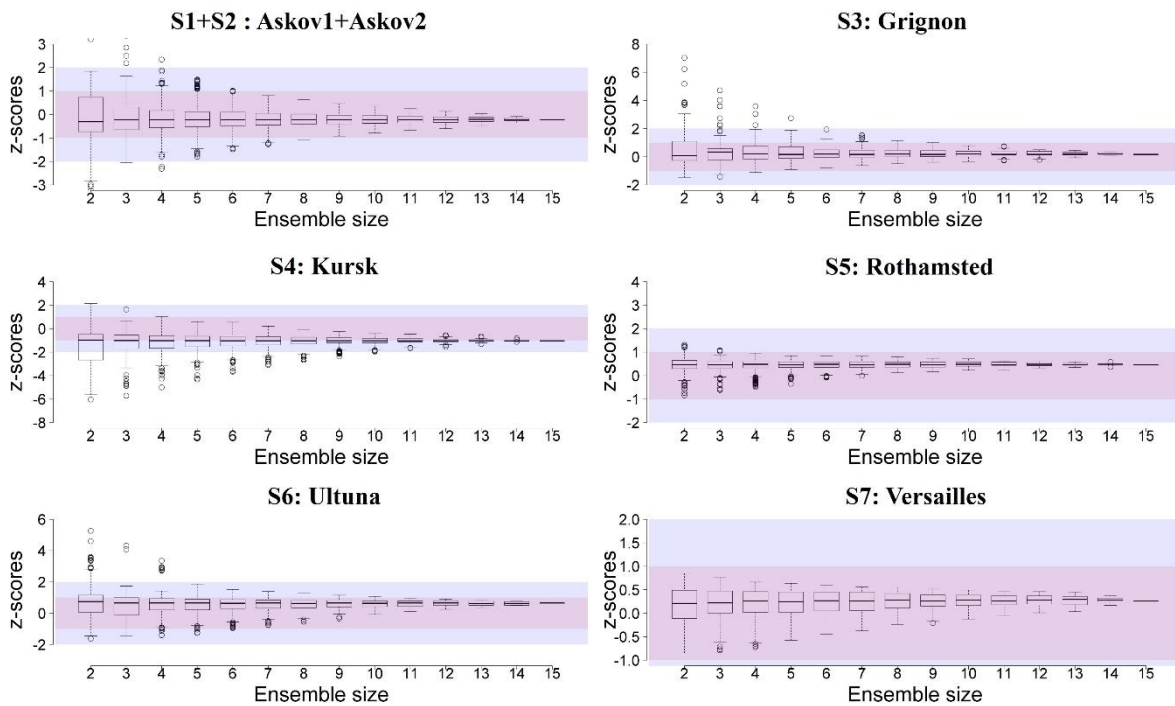 S1+S2 : Askov1+Askov2
z-scores
3
2
1
0
-1
-2
-3
2 3 4 5 6 7 8 9 10 11 12 13 14 15
Ensemble size
S3: Grignon
z-scores
8
6
4
2
0
-2
2 3 4 5 6 7 8 9 10 11 12 13 14 15
Ensemble size
S4: Kursk
z-scores
4
2
0
-2
-4
-6
-8
2 3 4 5 6 7 8 9 10 11 12 13 14 15
Ensemble size
S5: Rothamsted
z-scores
4
3
2
1
0
-1
-2
2 3 4 5 6 7 8 9 10 11 12 13 14 15
Ensemble size
S6: Ultuna
z-scores
6
4
2
0
-2
2 3 4 5 6 7 8 9 10 11 12 13 14 15
Ensemble size
S7: Versailles
z-scores
2.0
1.5
1.0
0.5
0.0
-0.5
-1.0
2 3 4 5 6 7 8 9 10 11 12 13 14 15
Ensemble size